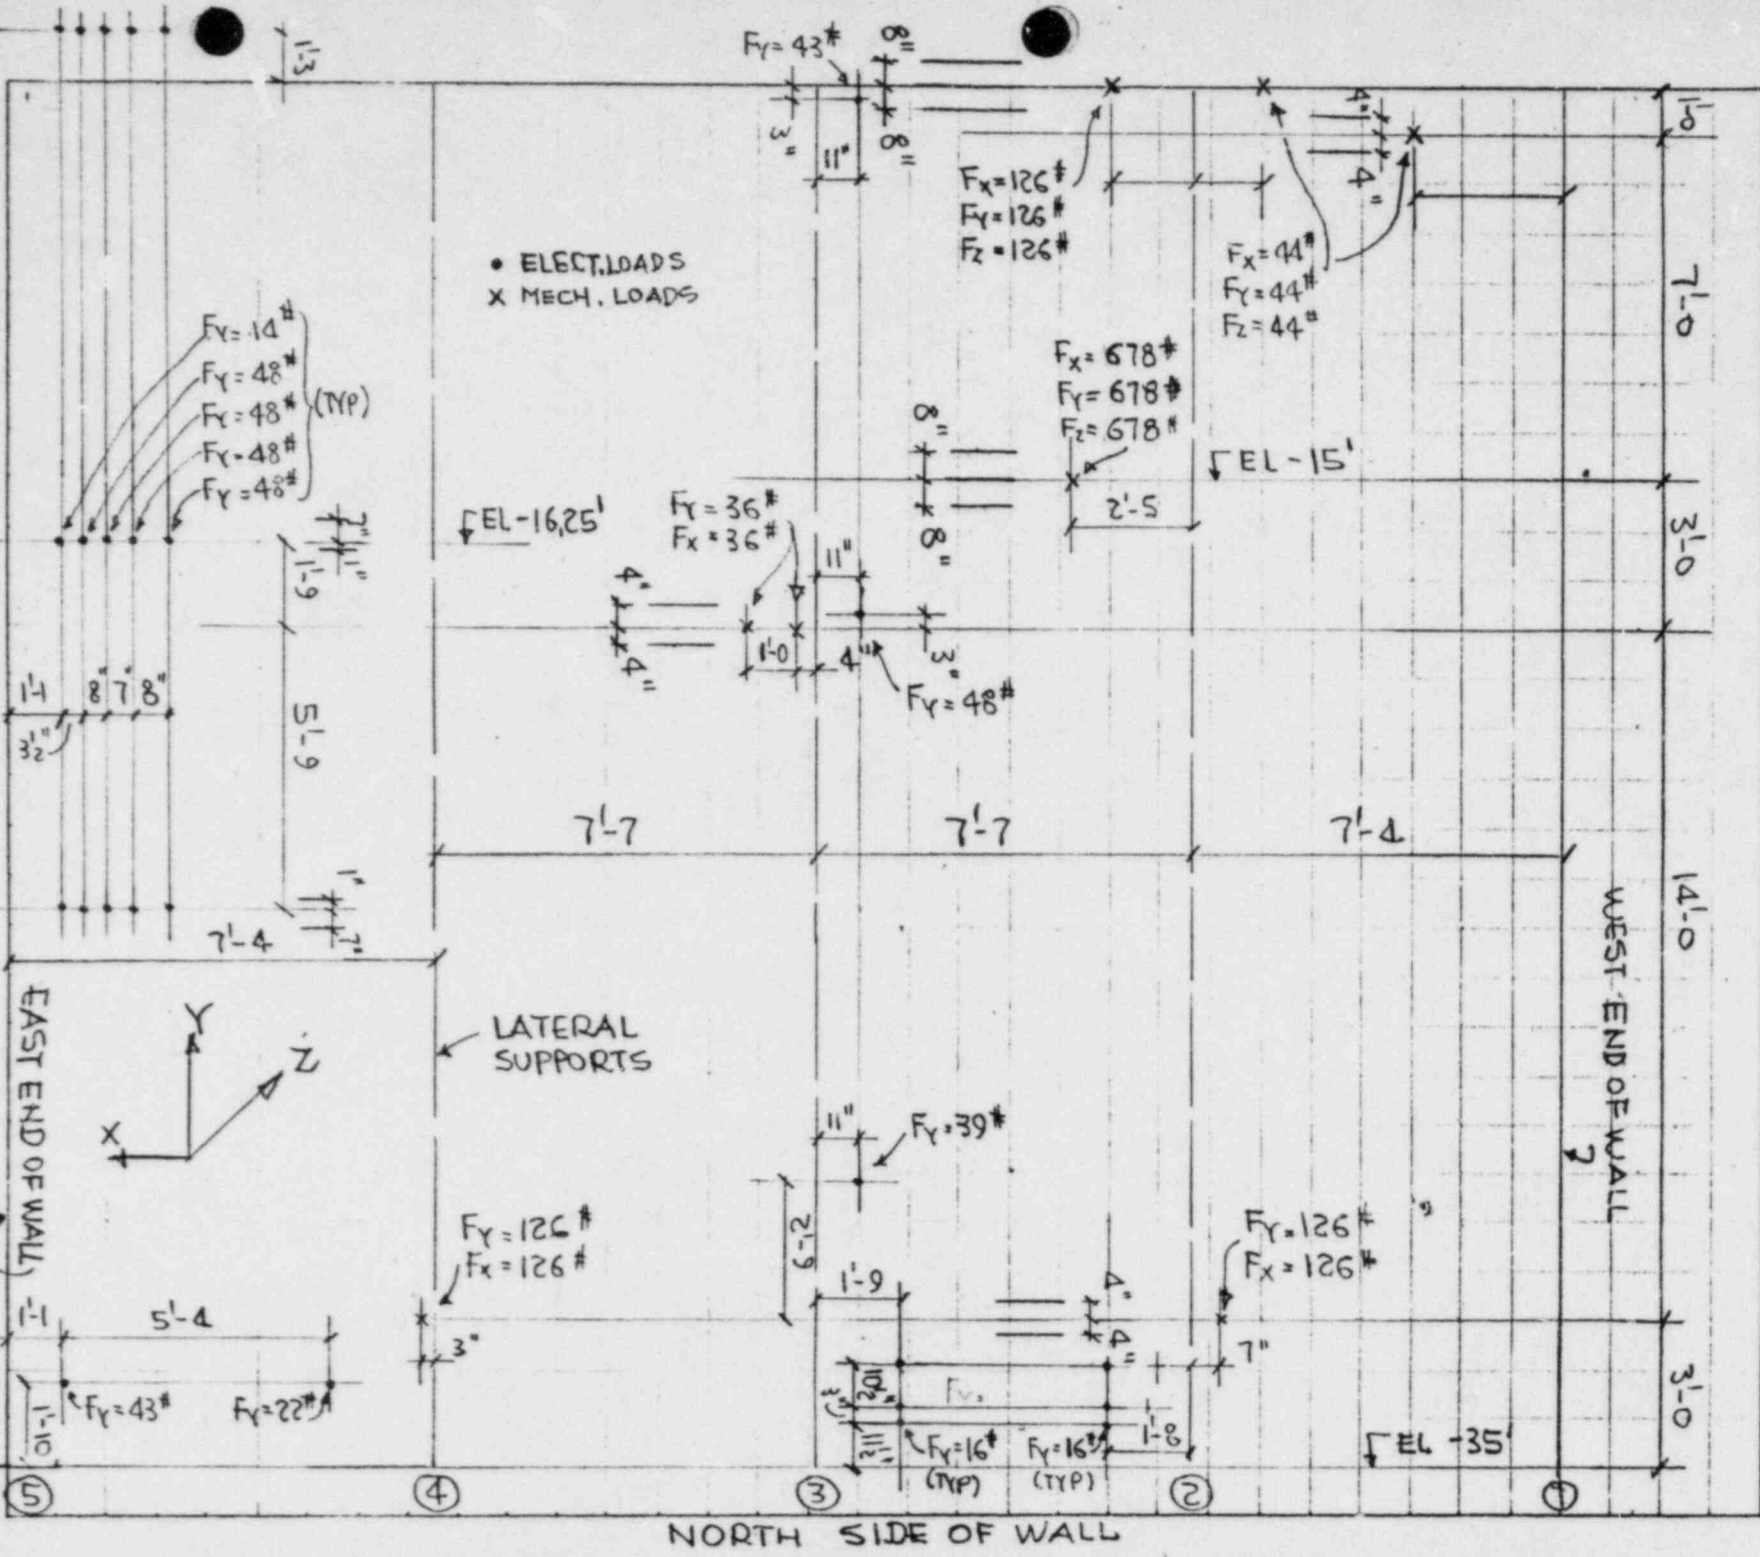 1'-3
Fy= 43#
8"
3"
11"
8"
Fx=126#
Fy=126#
Fz=126#
4"
4"
1'-0
• ELECT.LOADS
X MECH. LOADS
Fx=44#
Fy=44#
Fz=44#
7'-0
Fy= 14#
Fy= 48#
Fy= 48#
Fy= 48#
Fy= 48#
(TYP)
Fx= 678#
Fy= 678#
Fz= 678#
8"
8"
EL -15'
2'-5
EL-16.25'
Fy= 36#
Fx= 36#
11"
7"
1"
1'-9
4"
4"
1'-0
4"
3"
Fy= 48#
3'-0
8" 7" 8"
3½"
5'-9
7'-7
7'-7
7'-4
1"
7"
7'-4
14'-0
WEST END OF WALL
EAST END OF WALL
Y
Z
X
LATERAL
SUPPORTS
11"
Fy=39#
Fy=126#
Fx=126#
6'-2
1'-9
4"
4"
Fy=126#
Fx=126#
5'-4
3"
7"
Fy=43#
Fy=22#
1'-10
Fy=16#
(TYP)
Fy=16#
(TYP)
1'-8
EL -35'
3'-0
5
4
3
2
1
NORTH SIDE OF WALL